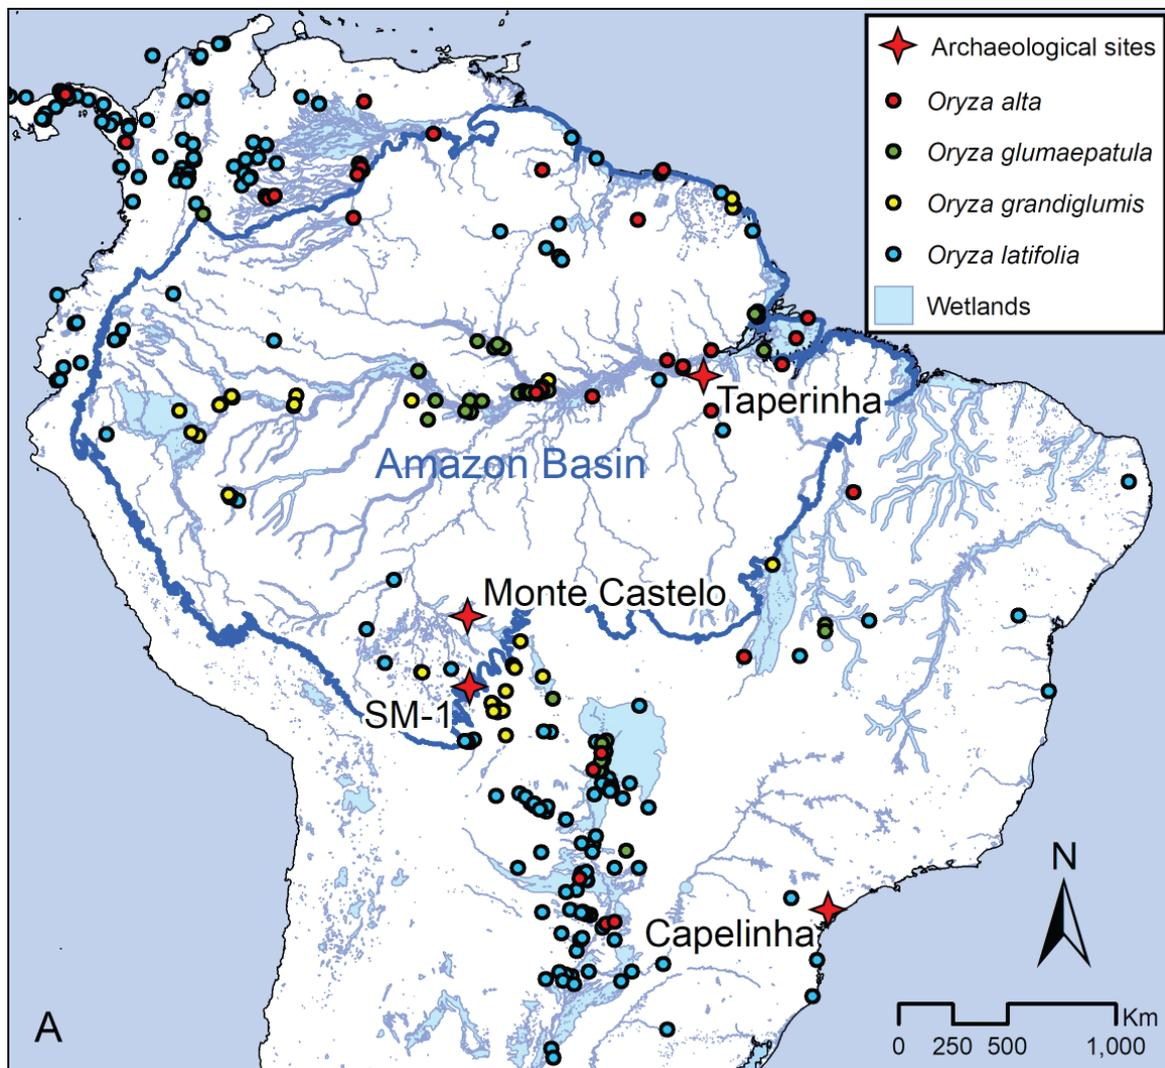 Archaeological sites
Oryza alta
Oryza glumaepatula
Oryza grandiglumis
Oryza latifolia
Wetlands
Taperinha
Amazon Basin
Monte Castelo
SM-1
Capelinha
N
A
Km
0 250 500 1,000